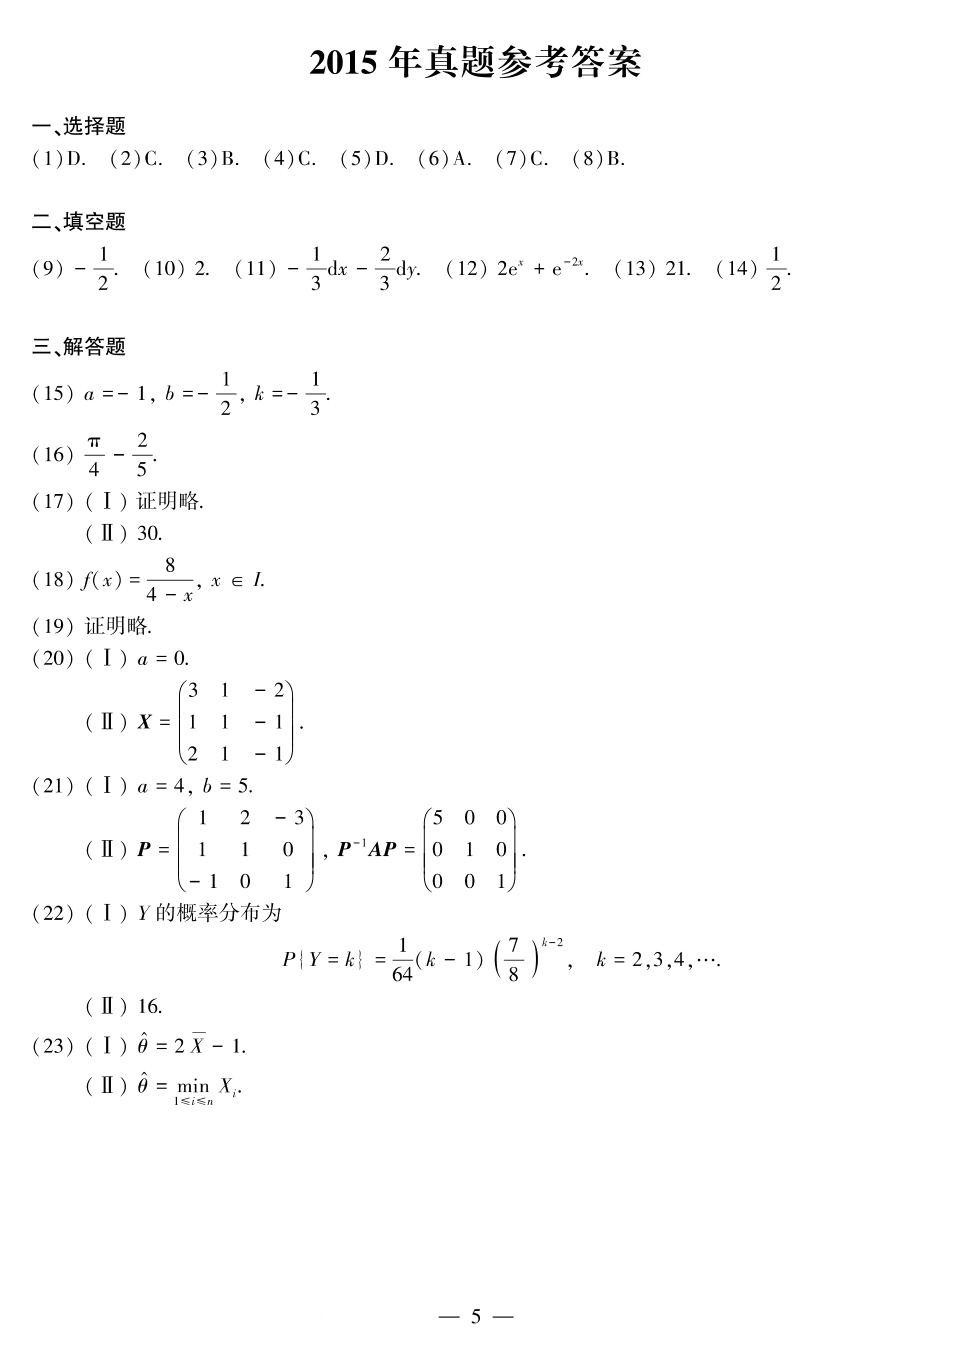 2015 年真题参考答案
一、选择题
(1)D. (2)C. (3)B. (4)C. (5)D. (6)A. (7)C. (8)B.
二、填空题
(9) −1/2. (10) 2. (11) −1/3 dx − 2/3 dy. (12) 2e^x + e^{−2x}. (13) 21. (14) 1/2.
三、解答题
(15) a = −1, b = −1/2, k = −1/3.
(16) π/4 − 2/5.
(17) (Ⅰ) 证明略.
(Ⅱ) 30.
(18) f(x) = 8/(4 − x), x ∈ I.
(19) 证明略.
(20) (Ⅰ) a = 0.
(Ⅱ) X = (3 1 −2
1 1 −1
2 1 −1).
(21) (Ⅰ) a = 4, b = 5.
(Ⅱ) P = (1 2 −3
1 1 0
−1 0 1), P^{−1}AP = (5 0 0
0 1 0
0 0 1).
(22) (Ⅰ) Y 的概率分布为
P{Y = k} = 1/64 (k − 1) (7/8)^{k−2}, k = 2,3,4,⋯.
(Ⅱ) 16.
(23) (Ⅰ) θ̂ = 2X̄ − 1.
(Ⅱ) θ̂ = min_{1≤i≤n} X_i.
— 5 —